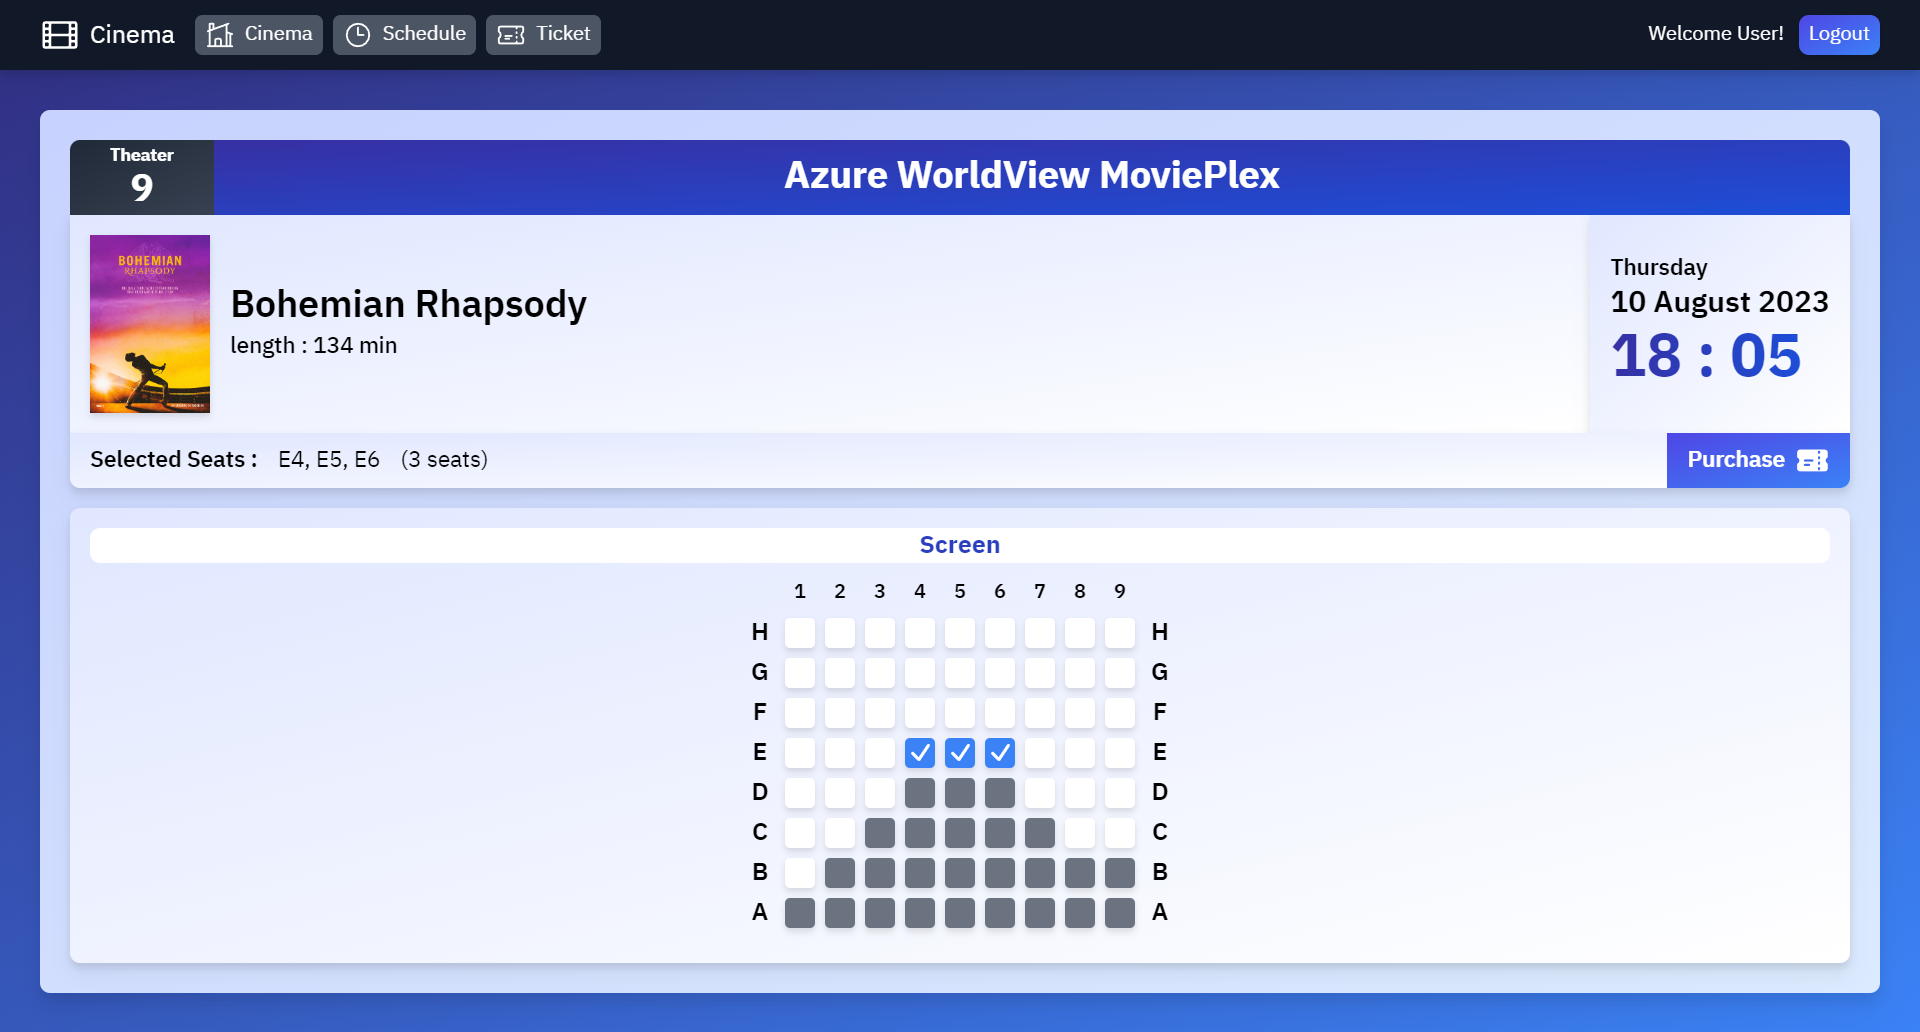 Cinema
Cinema
Schedule
Ticket
Welcome User!
Logout
Theater
9
Azure WorldView MoviePlex
BOHEMIAN
RHAPSODY
Bohemian Rhapsody
length : 134 min
Thursday
10 August 2023
18 : 05
Selected Seats : E4, E5, E6 (3 seats)
Purchase
Screen
1 2 3 4 5 6 7 8 9
H H
G G
F F
E E
D D
C C
B B
A A